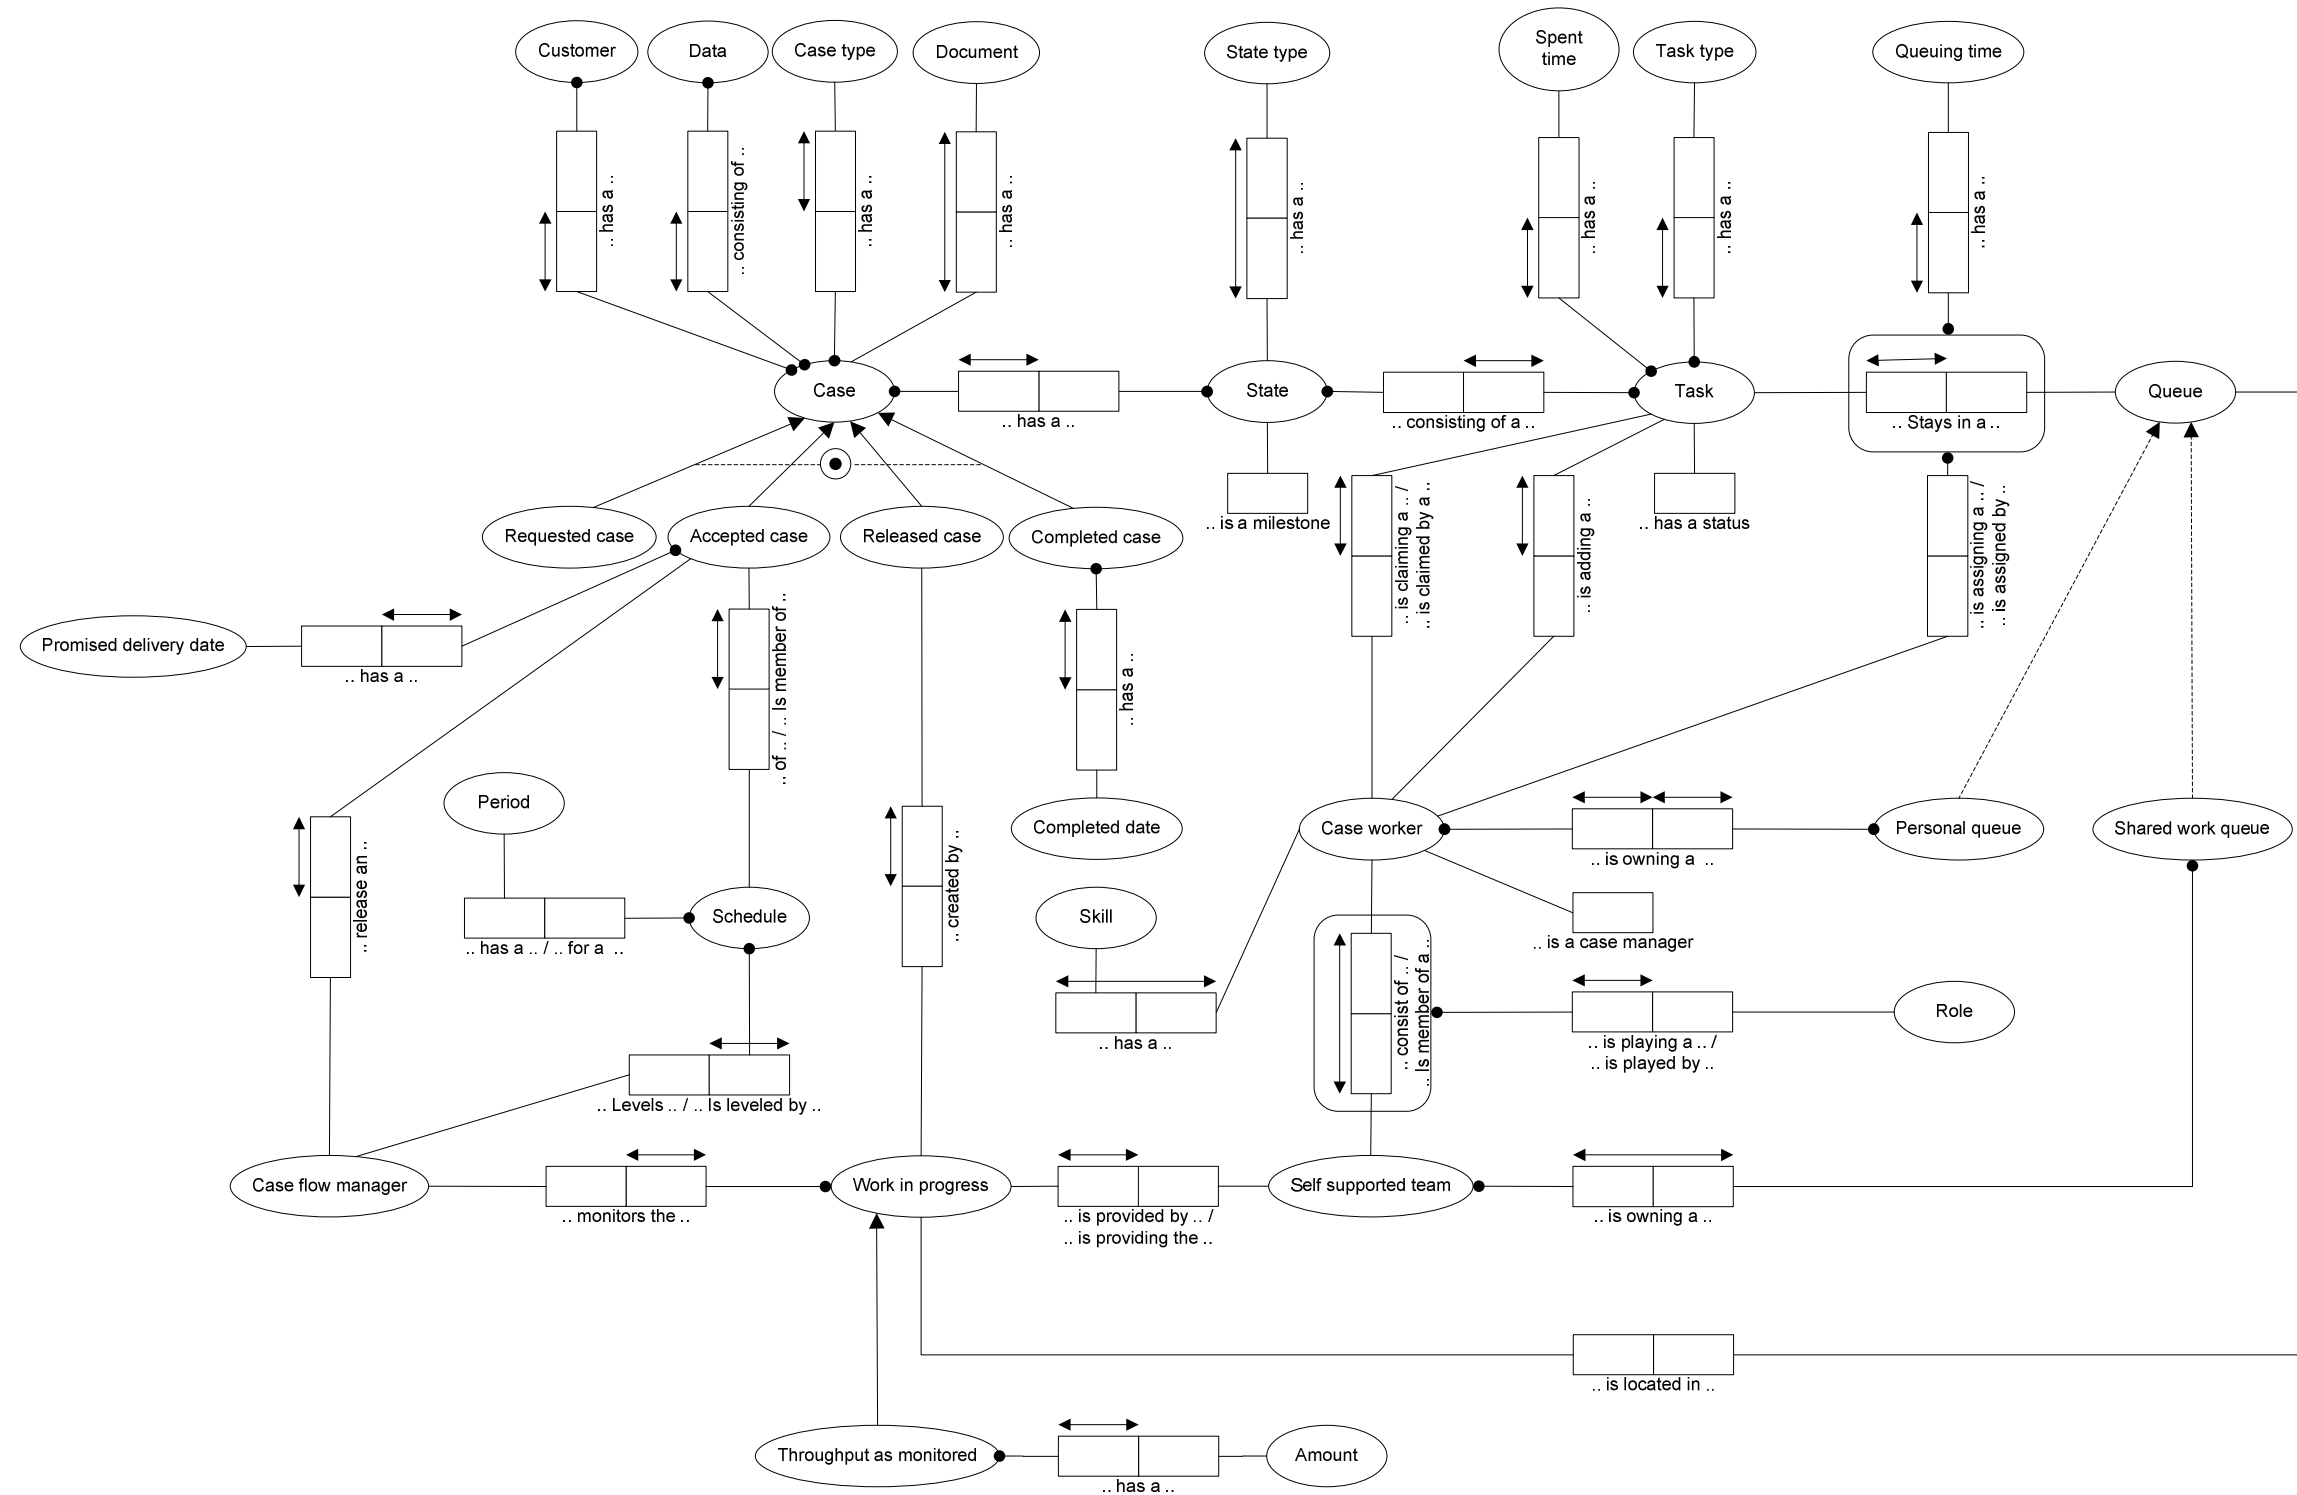 Customer
Data
Case type
Document
State type
Spent
time
Task type
Queuing time
.. has a ..
.. consisting of ..
.. has a ..
.. has a ..
.. has a ..
.. has a ..
.. has a ..
.. has a ..
Case
.. has a ..
State
.. consisting of a ..
Task
.. Stays in a ..
Queue
.. is a milestone
.. is claiming a .. /
.. is claimed by a ..
.. is adding a ..
.. has a status
.. is assigning a .. /
.. is assigned by ..
Requested case
Accepted case
Released case
Completed case
Promised delivery date
.. has a ..
.. of .. / .. Is member of ..
.. has a ..
Period
Completed date
Case worker
.. is owning a  ..
Personal queue
Shared work queue
.. release an ..
.. created by ..
.. has a .. / .. for a  ..
Schedule
Skill
.. is a case manager
.. has a ..
.. consist of .. /
.. Is member of a ..
.. is playing a .. /
.. is played by ..
Role
.. Levels .. / .. Is leveled by ..
Case flow manager
.. monitors the ..
Work in progress
.. is provided by .. /
.. is providing the ..
Self supported team
.. is owning a ..
.. is located in ..
Throughput as monitored
.. has a ..
Amount